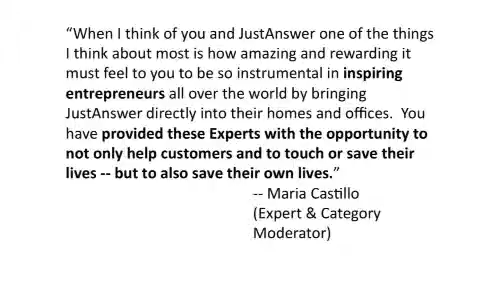 “When I think of you and JustAnswer one of the things
I think about most is how amazing and rewarding it
must feel to you to be so instrumental in inspiring
entrepreneurs all over the world by bringing
JustAnswer directly into their homes and offices.  You
have provided these Experts with the opportunity to
not only help customers and to touch or save their
lives -- but to also save their own lives.”
-- Maria Castillo
(Expert & Category
Moderator)